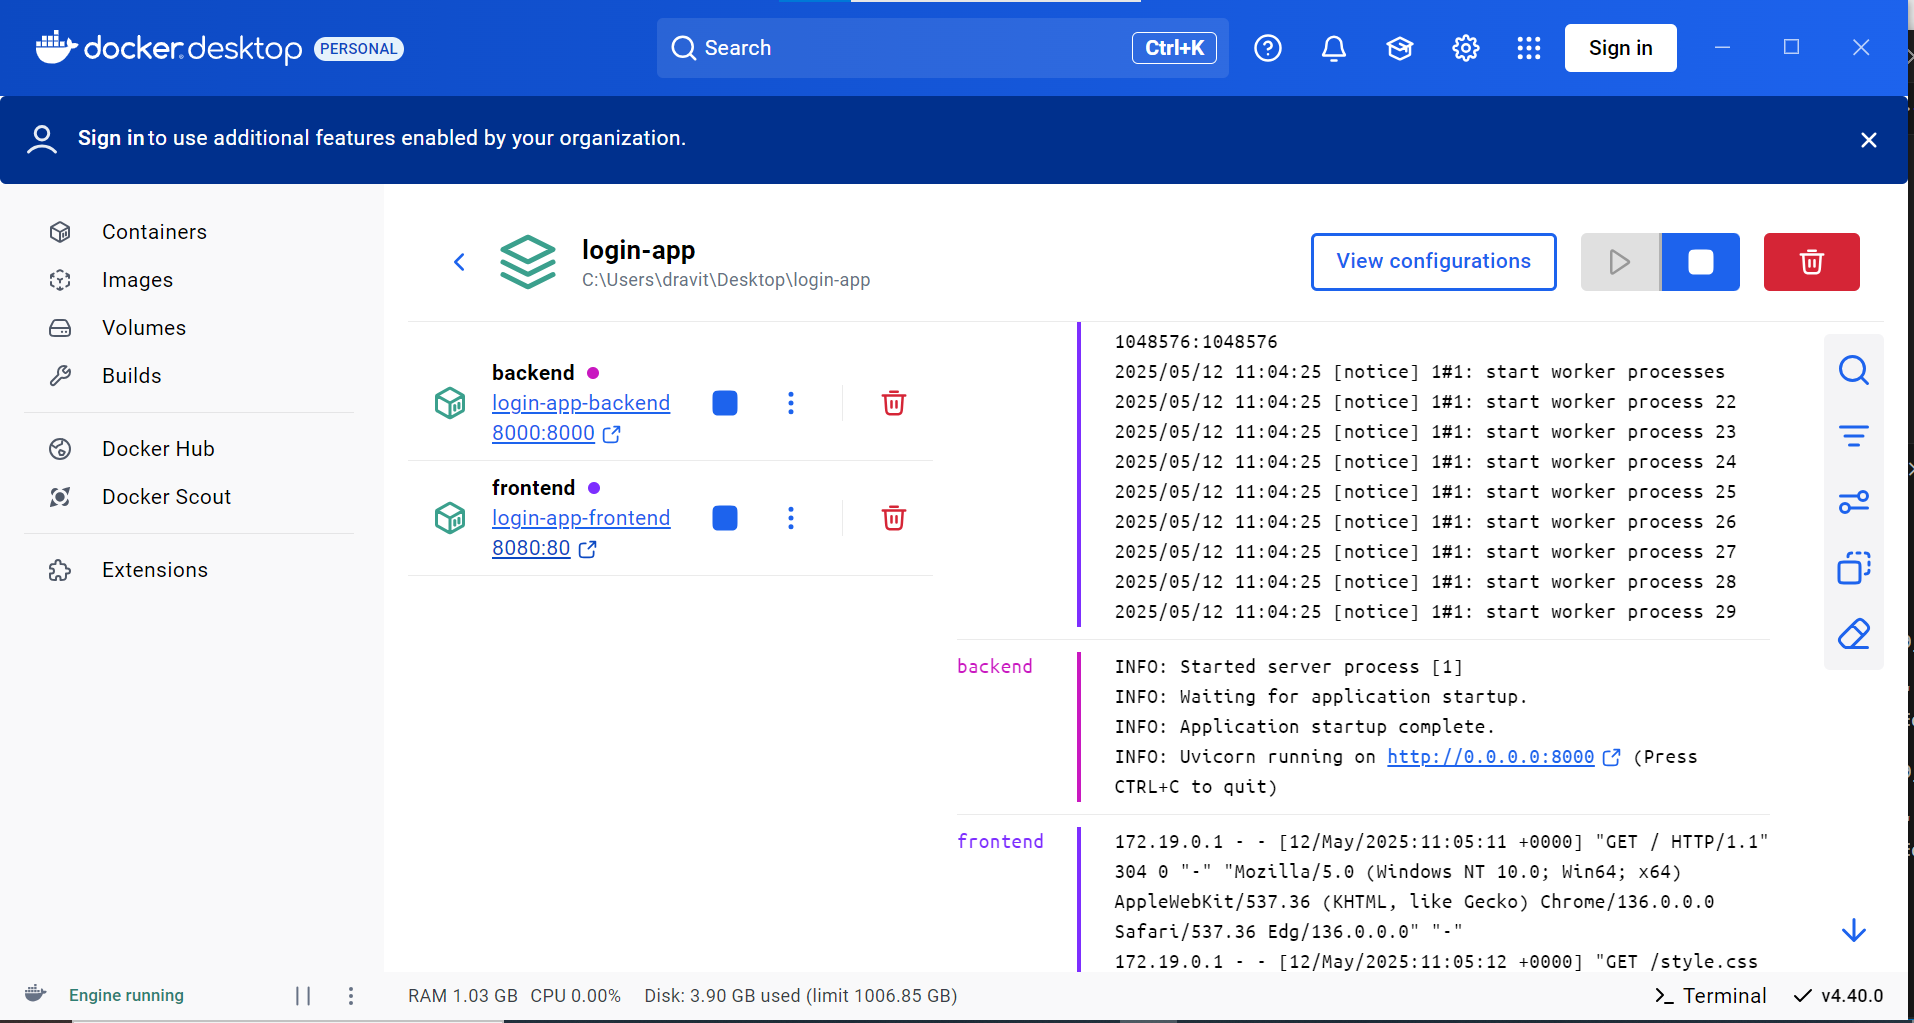 docker desktop PERSONAL
Search
Ctrl+K
Sign in
Sign in to use additional features enabled by your organization.
Containers
Images
Volumes
Builds
Docker Hub
Docker Scout
Extensions
login-app
C:\Users\dravit\Desktop\login-app
View configurations
backend
login-app-backend
8000:8000
frontend
login-app-frontend
8080:80
1048576:1048576
2025/05/12 11:04:25 [notice] 1#1: start worker processes
2025/05/12 11:04:25 [notice] 1#1: start worker process 22
2025/05/12 11:04:25 [notice] 1#1: start worker process 23
2025/05/12 11:04:25 [notice] 1#1: start worker process 24
2025/05/12 11:04:25 [notice] 1#1: start worker process 25
2025/05/12 11:04:25 [notice] 1#1: start worker process 26
2025/05/12 11:04:25 [notice] 1#1: start worker process 27
2025/05/12 11:04:25 [notice] 1#1: start worker process 28
2025/05/12 11:04:25 [notice] 1#1: start worker process 29
backend
INFO: Started server process [1]
INFO: Waiting for application startup.
INFO: Application startup complete.
INFO: Uvicorn running on http://0.0.0.0:8000 (Press
CTRL+C to quit)
frontend
172.19.0.1 - - [12/May/2025:11:05:11 +0000] "GET / HTTP/1.1"
304 0 "-" "Mozilla/5.0 (Windows NT 10.0; Win64; x64)
AppleWebKit/537.36 (KHTML, like Gecko) Chrome/136.0.0.0
Safari/537.36 Edg/136.0.0.0" "-"
172.19.0.1 - - [12/May/2025:11:05:12 +0000] "GET /style.css
Engine running
RAM 1.03 GB CPU 0.00% Disk: 3.90 GB used (limit 1006.85 GB)
Terminal
v4.40.0